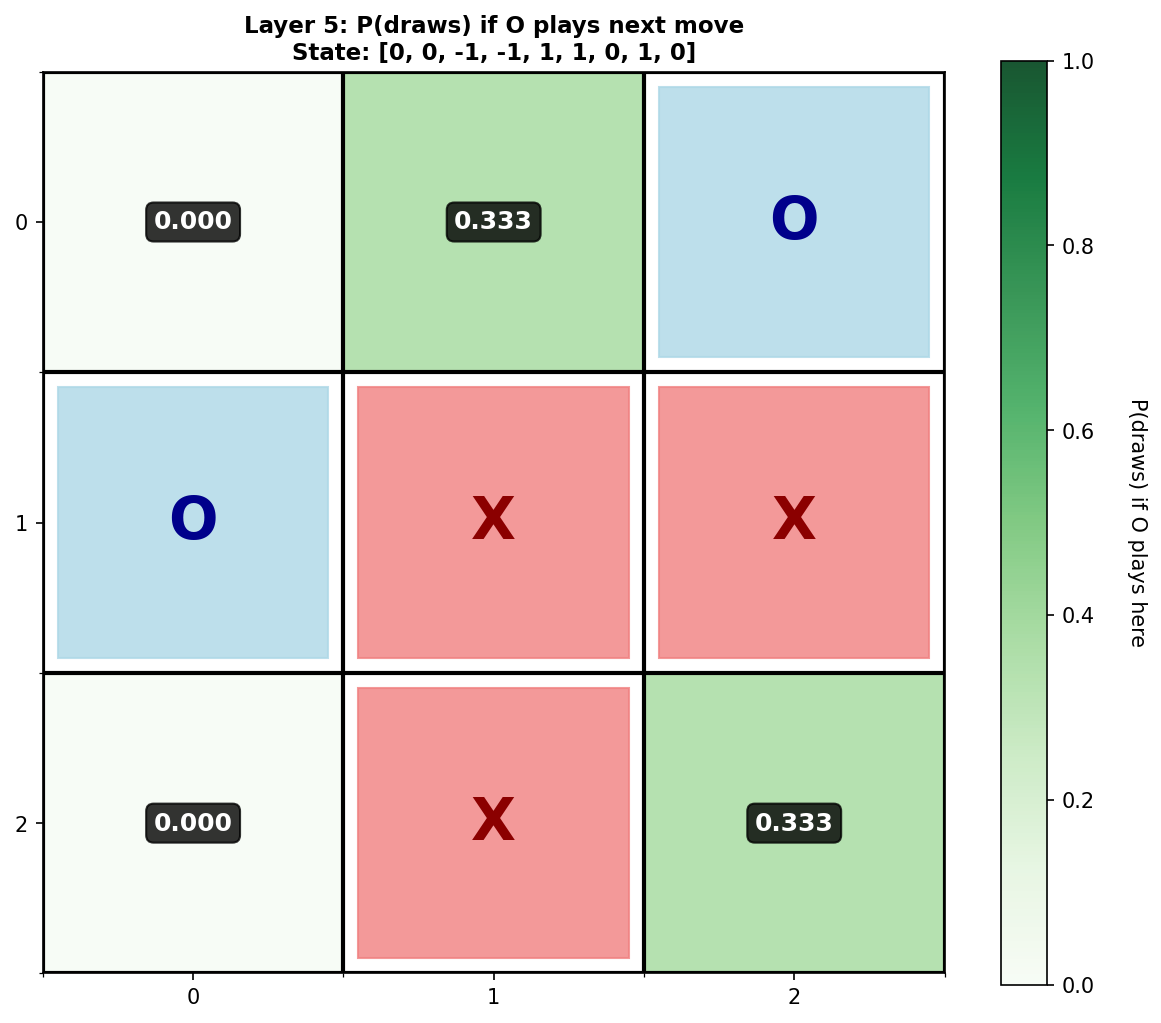 Layer 5: P(draws) if O plays next move
State: [0, 0, -1, -1, 1, 1, 0, 1, 0]
1.0
0.8
0.6
0.4
0.2
0.0
P(draws) if O plays here
0
0.000
0.333
O
1
O
X
X
2
0.000
X
0.333
0
1
2